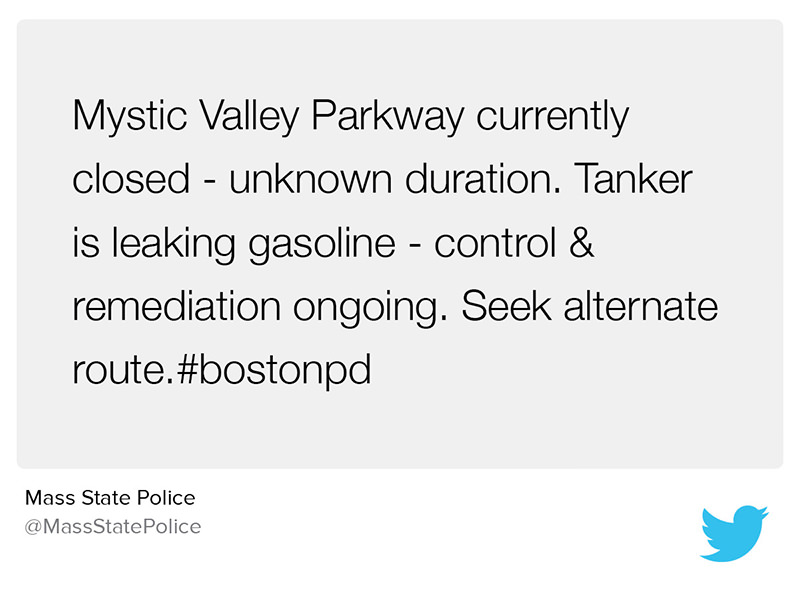 Mystic Valley Parkway currently
closed - unknown duration. Tanker
is leaking gasoline - control &
remediation ongoing. Seek alternate
route.#bostonpd
Mass State Police
@MassStatePolice